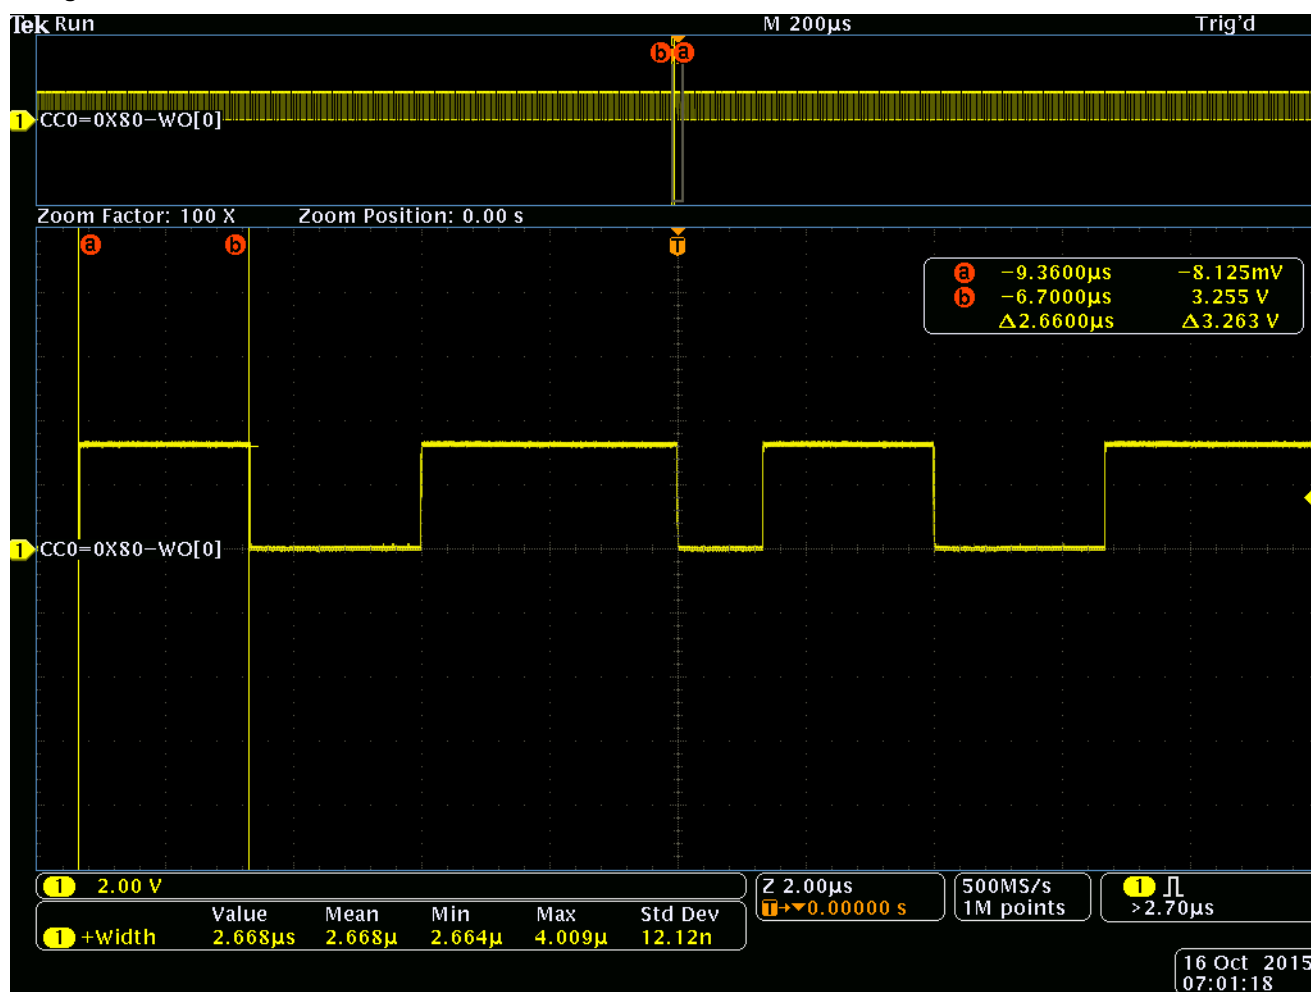 Tek Run M 200µs Trig'd
b a
1 CC0=0X80-WO[0]
Zoom Factor: 100 X Zoom Position: 0.00 s
a b T
a -9.3600µs -8.125mV
b -6.7000µs 3.255 V
Δ2.6600µs Δ3.263 V
1 CC0=0X80-WO[0]
1 2.00 V
Z 2.00µs
T→▼0.00000 s
500MS/s
1M points
1
>2.70µs
Value Mean Min Max Std Dev
1 +Width 2.668µs 2.668µ 2.664µ 4.009µ 12.12n
16 Oct 2015
07:01:18